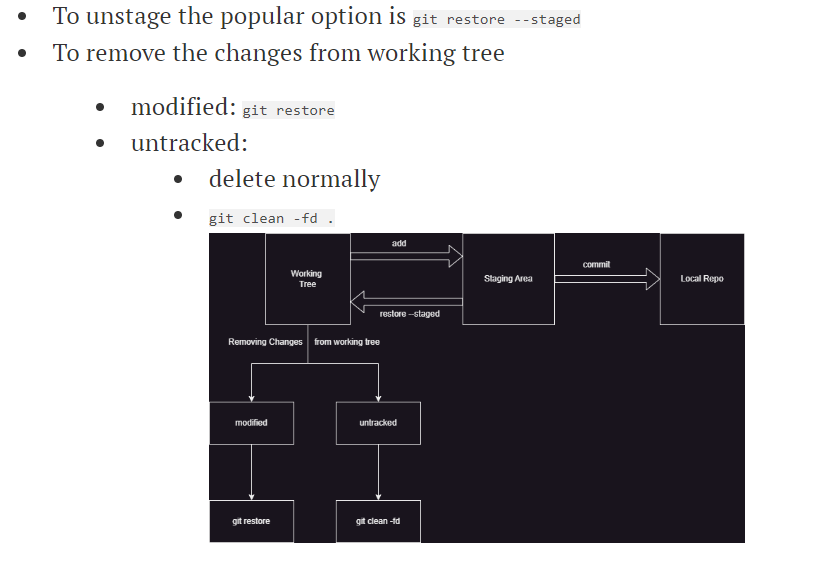 To unstage the popular option is git restore --staged
To remove the changes from working tree
modified: git restore
untracked:
delete normally
git clean -fd .
add
Working
Tree
Staging Area
commit
Local Repo
restore --staged
Removing Changes from working tree
modified
untracked
git restore
git clean -fd